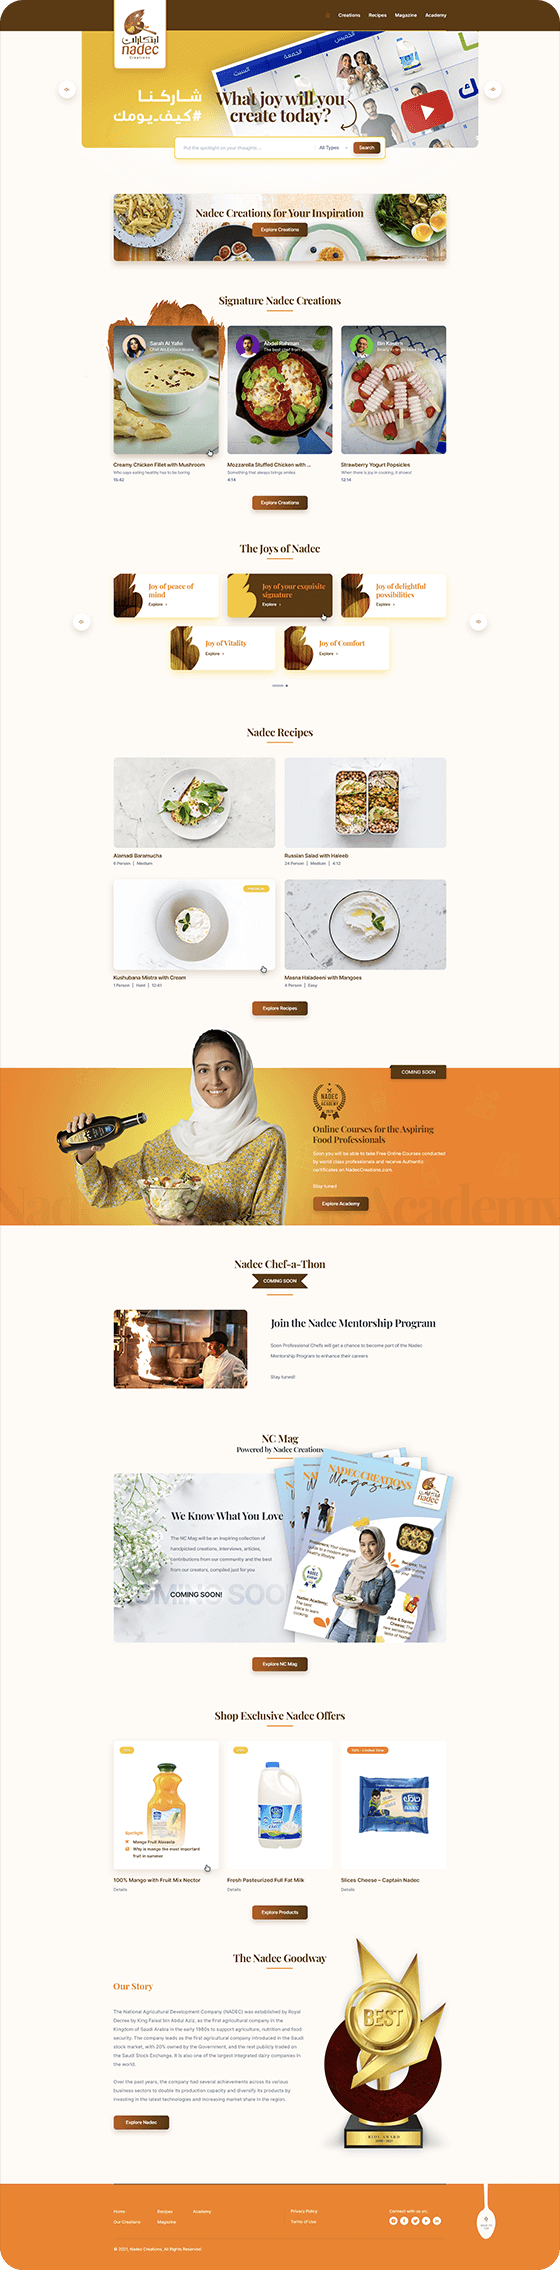 Creations Recipes Magazine Academy
ابتكارات
nadec
Creations
الجمعة
الخميس
السبت
شاركنا
#كيف_يومك
What joy will you
create today?
Put the spotlight on your thoughts ...
All Types
Search
Nadec Creations for Your Inspiration
Explore Creations
Signature Nadec Creations
Sarah Al Yafei
Abdel Rahman
Creamy Chicken Fillet with Mushroom
Who says eating healthy has to be boring
15:42
Mozzarella Stuffed Chicken with ...
Something that always brings smiles
4:14
Strawberry Yogurt Popsicles
When there is joy in cooking, it shows!
12:14
Explore Creations
The Joys of Nadec
Joy of peace of
mind
Explore
Joy of your exquisite
signature
Explore
Joy of delightful
possibilities
Explore
Joy of Vitality
Explore
Joy of Comfort
Explore
Nadec Recipes
Alamadi Baramucha
6 Person | Medium
Russian Salad with Haleeb
24 Person | Medium | 4:12
Kushubana Mistra with Cream
1 Person | Hard | 12:41
Masna Haladeeni with Mangoes
4 Person | Easy
Explore Recipes
COMING SOON
NADEC
ACADEMY
Online Courses for the Aspiring
Food Professionals
Soon you will be able to take Free Online Courses conducted
by world class professionals and receive Authentic
certificates on NadecCreations.com
Stay tuned
Explore Academy
Nadec Academy
Nadec Chef-a-Thon
COMING SOON
Join the Nadec Mentorship Program
Soon Professional Chefs will get a chance to become part of the Nadec
Mentorship Program to enhance their careers
Stay tuned!
NC Mag
Powered by Nadec Creations
We Know What You Love
The NC Mag will be an inspiring collection of
handpicked creations, interviews, articles,
contributions from our community and the best
from our creators, compiled just for you.
COMING SOON!
COMING SOO
NADEC CREATIONS
Magazine
nadec
Nadec Academy:
The best
place to learn
cooking
Explore NC Mag
Shop Exclusive Nadec Offers
Spotlight
Mango Fruit Alavasia
Why is mango the most important
fruit in summer
100% Mango with Fruit Mix Nector
Details
Fresh Pasteurized Full Fat Milk
Details
nadec
Slices Cheese – Captain Nadec
Details
Explore Products
The Nadec Goodway
Our Story
The National Agricultural Development Company (NADEC) was established by Royal
Decree by King Faisal bin Abdul Aziz, as the first agricultural company in the
Kingdom of Saudi Arabia in the early 1980s to support agriculture, nutrition and food
security. The company leads as the first agricultural company introduced in the Saudi
stock market, with 20% owned by the Government, and the rest publicly traded on
the Saudi Stock Exchange. It is also one of the largest integrated dairy companies in
the world.
Over the past years, the company fued several achievements across its various
business sectors to double its production capacity and diversify its products by
investing in the latest technologies and increasing market share in the region.
Explore Nadec
BEST
Home
Recipes
Academy
Our Creations
Magazine
Privacy Policy
Terms of Use
Connect with us on:
© 2021, Nadec Creations, All Rights Reserved.